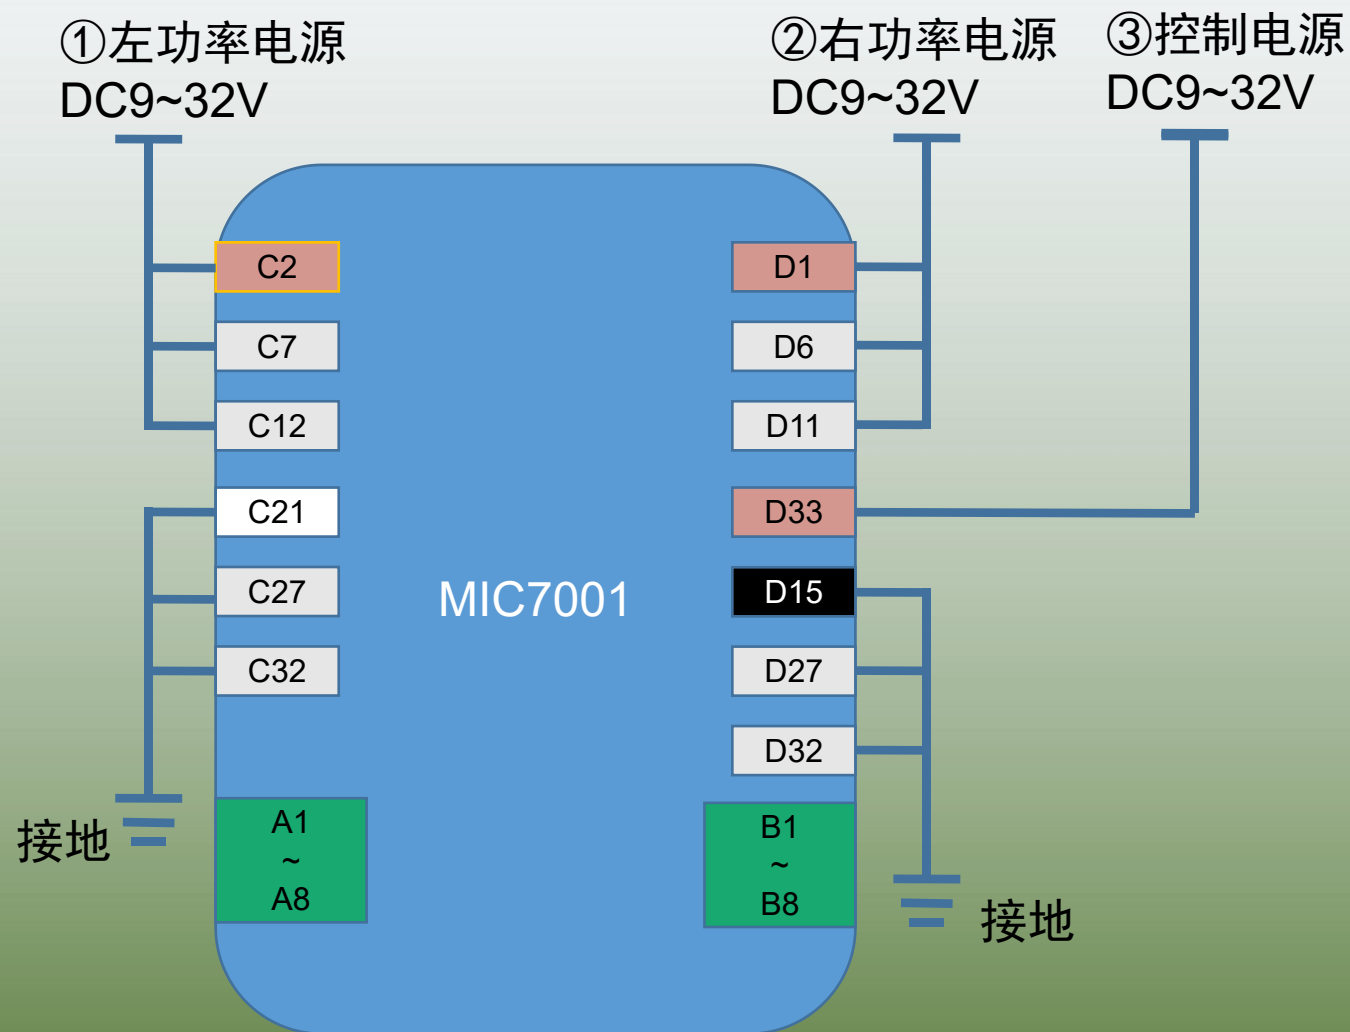 ①左功率电源
DC9~32V
②右功率电源
DC9~32V
③控制电源
DC9~32V
C2
C7
C12
C21
C27
C32
A1
~
A8
接地
MIC7001
D1
D6
D11
D33
D15
D27
D32
B1
~
B8
接地